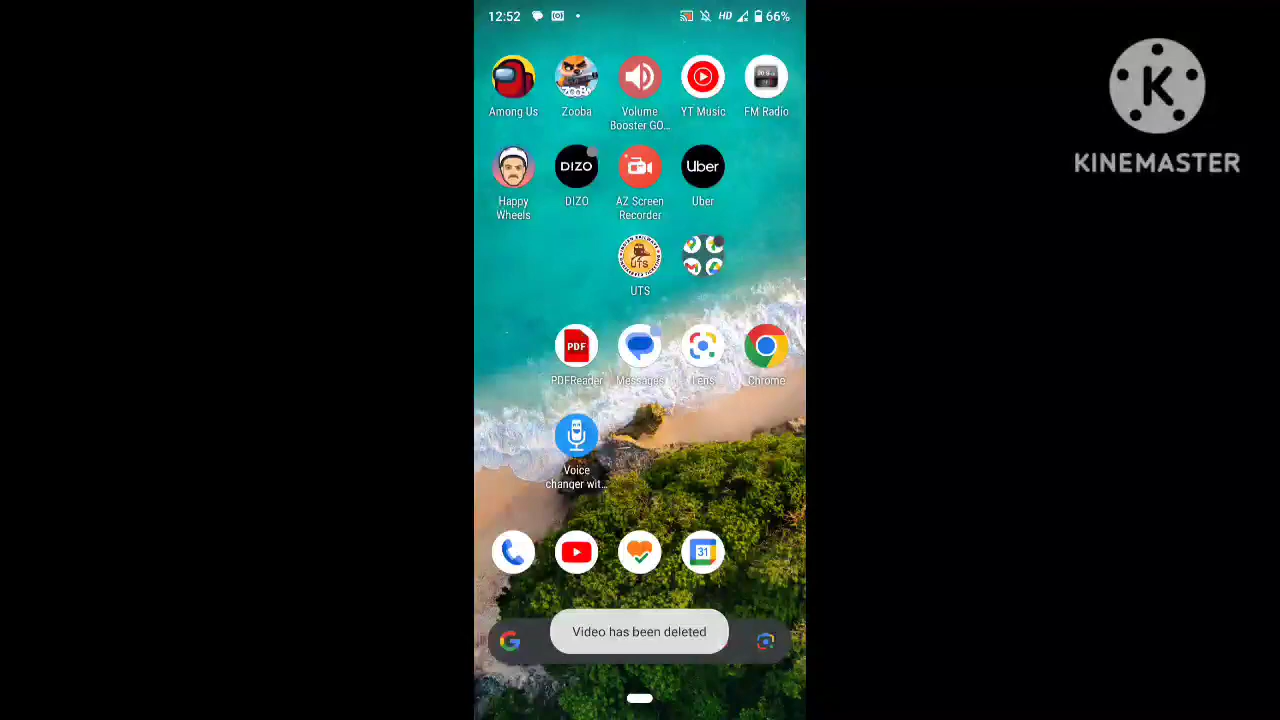 12:52
HD
66%
Among Us
Zooba
Volume
Booster GO...
YT Music
FM Radio
DIZO
Uber
Happy
Wheels
DIZO
AZ Screen
Recorder
Uber
UTS
UTS
PDF
PDFReader
Messages
Lens
Chrome
Voice
changer wit...
31
G
Video has been deleted
K
KINEMASTER